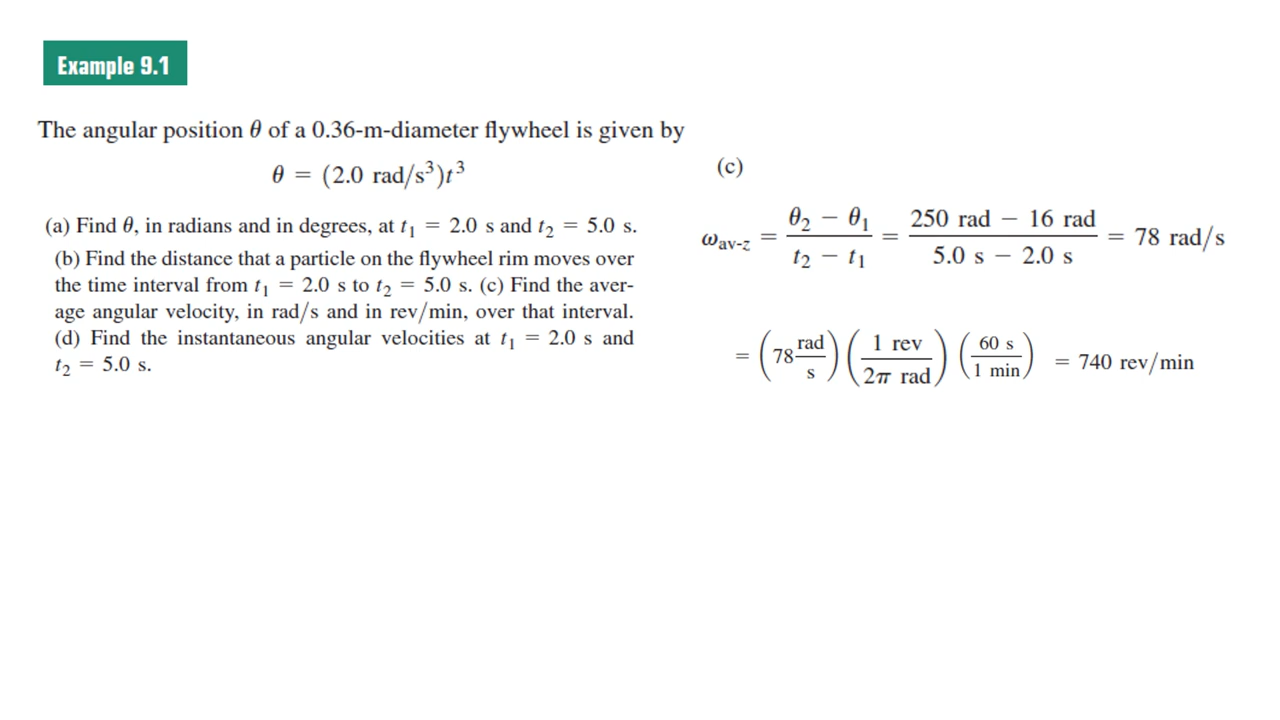 Example 9.1
The angular position θ of a 0.36-m-diameter flywheel is given by
θ = (2.0 rad/s³)t³
(a) Find θ, in radians and in degrees, at t₁ = 2.0 s and t₂ = 5.0 s.
(b) Find the distance that a particle on the flywheel rim moves over
the time interval from t₁ = 2.0 s to t₂ = 5.0 s. (c) Find the aver-
age angular velocity, in rad/s and in rev/min, over that interval.
(d) Find the instantaneous angular velocities at t₁ = 2.0 s and
t₂ = 5.0 s.
(c)
ω_av-z = (θ₂ − θ₁)/(t₂ − t₁) = (250 rad − 16 rad)/(5.0 s − 2.0 s) = 78 rad/s
= (78 rad/s)(1 rev/2π rad)(60 s/1 min) = 740 rev/min